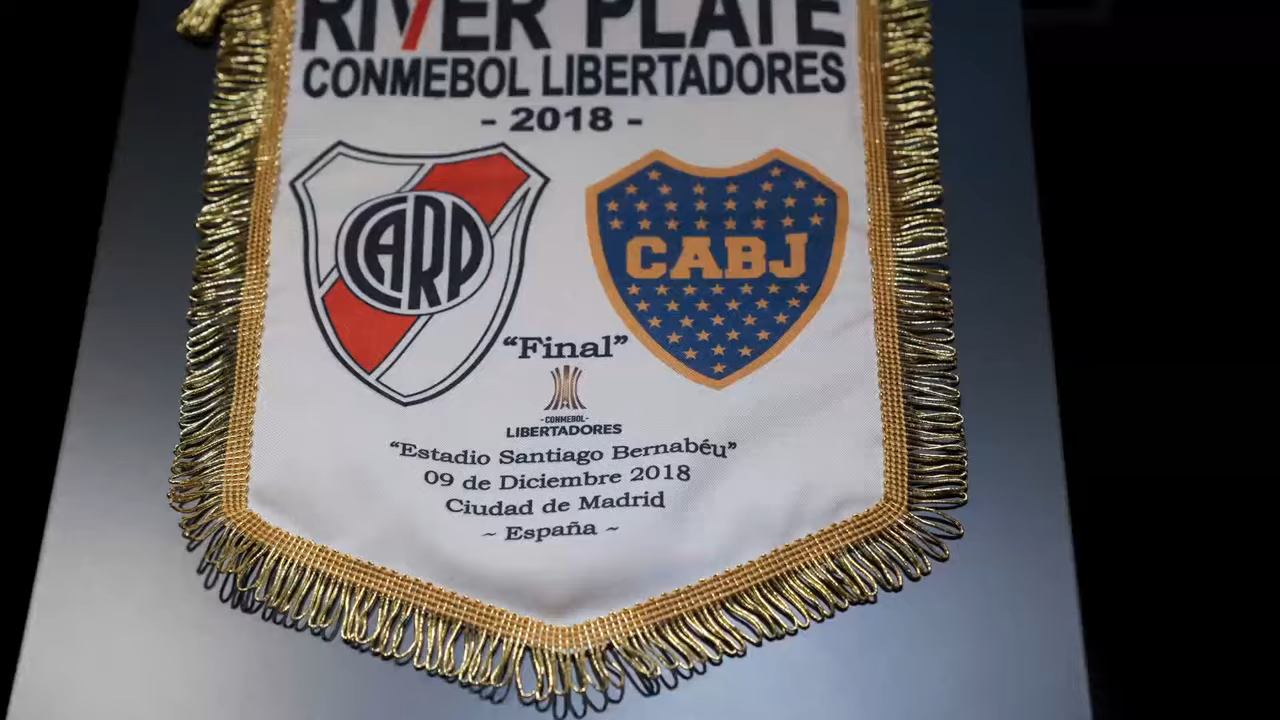 RIVER PLATE
CONMEBOL LIBERTADORES
- 2018 -
CARP
CABJ
“Final”
-CONMEBOL-
LIBERTADORES
“Estadio Santiago Bernabéu”
09 de Diciembre 2018
Ciudad de Madrid
~ España ~